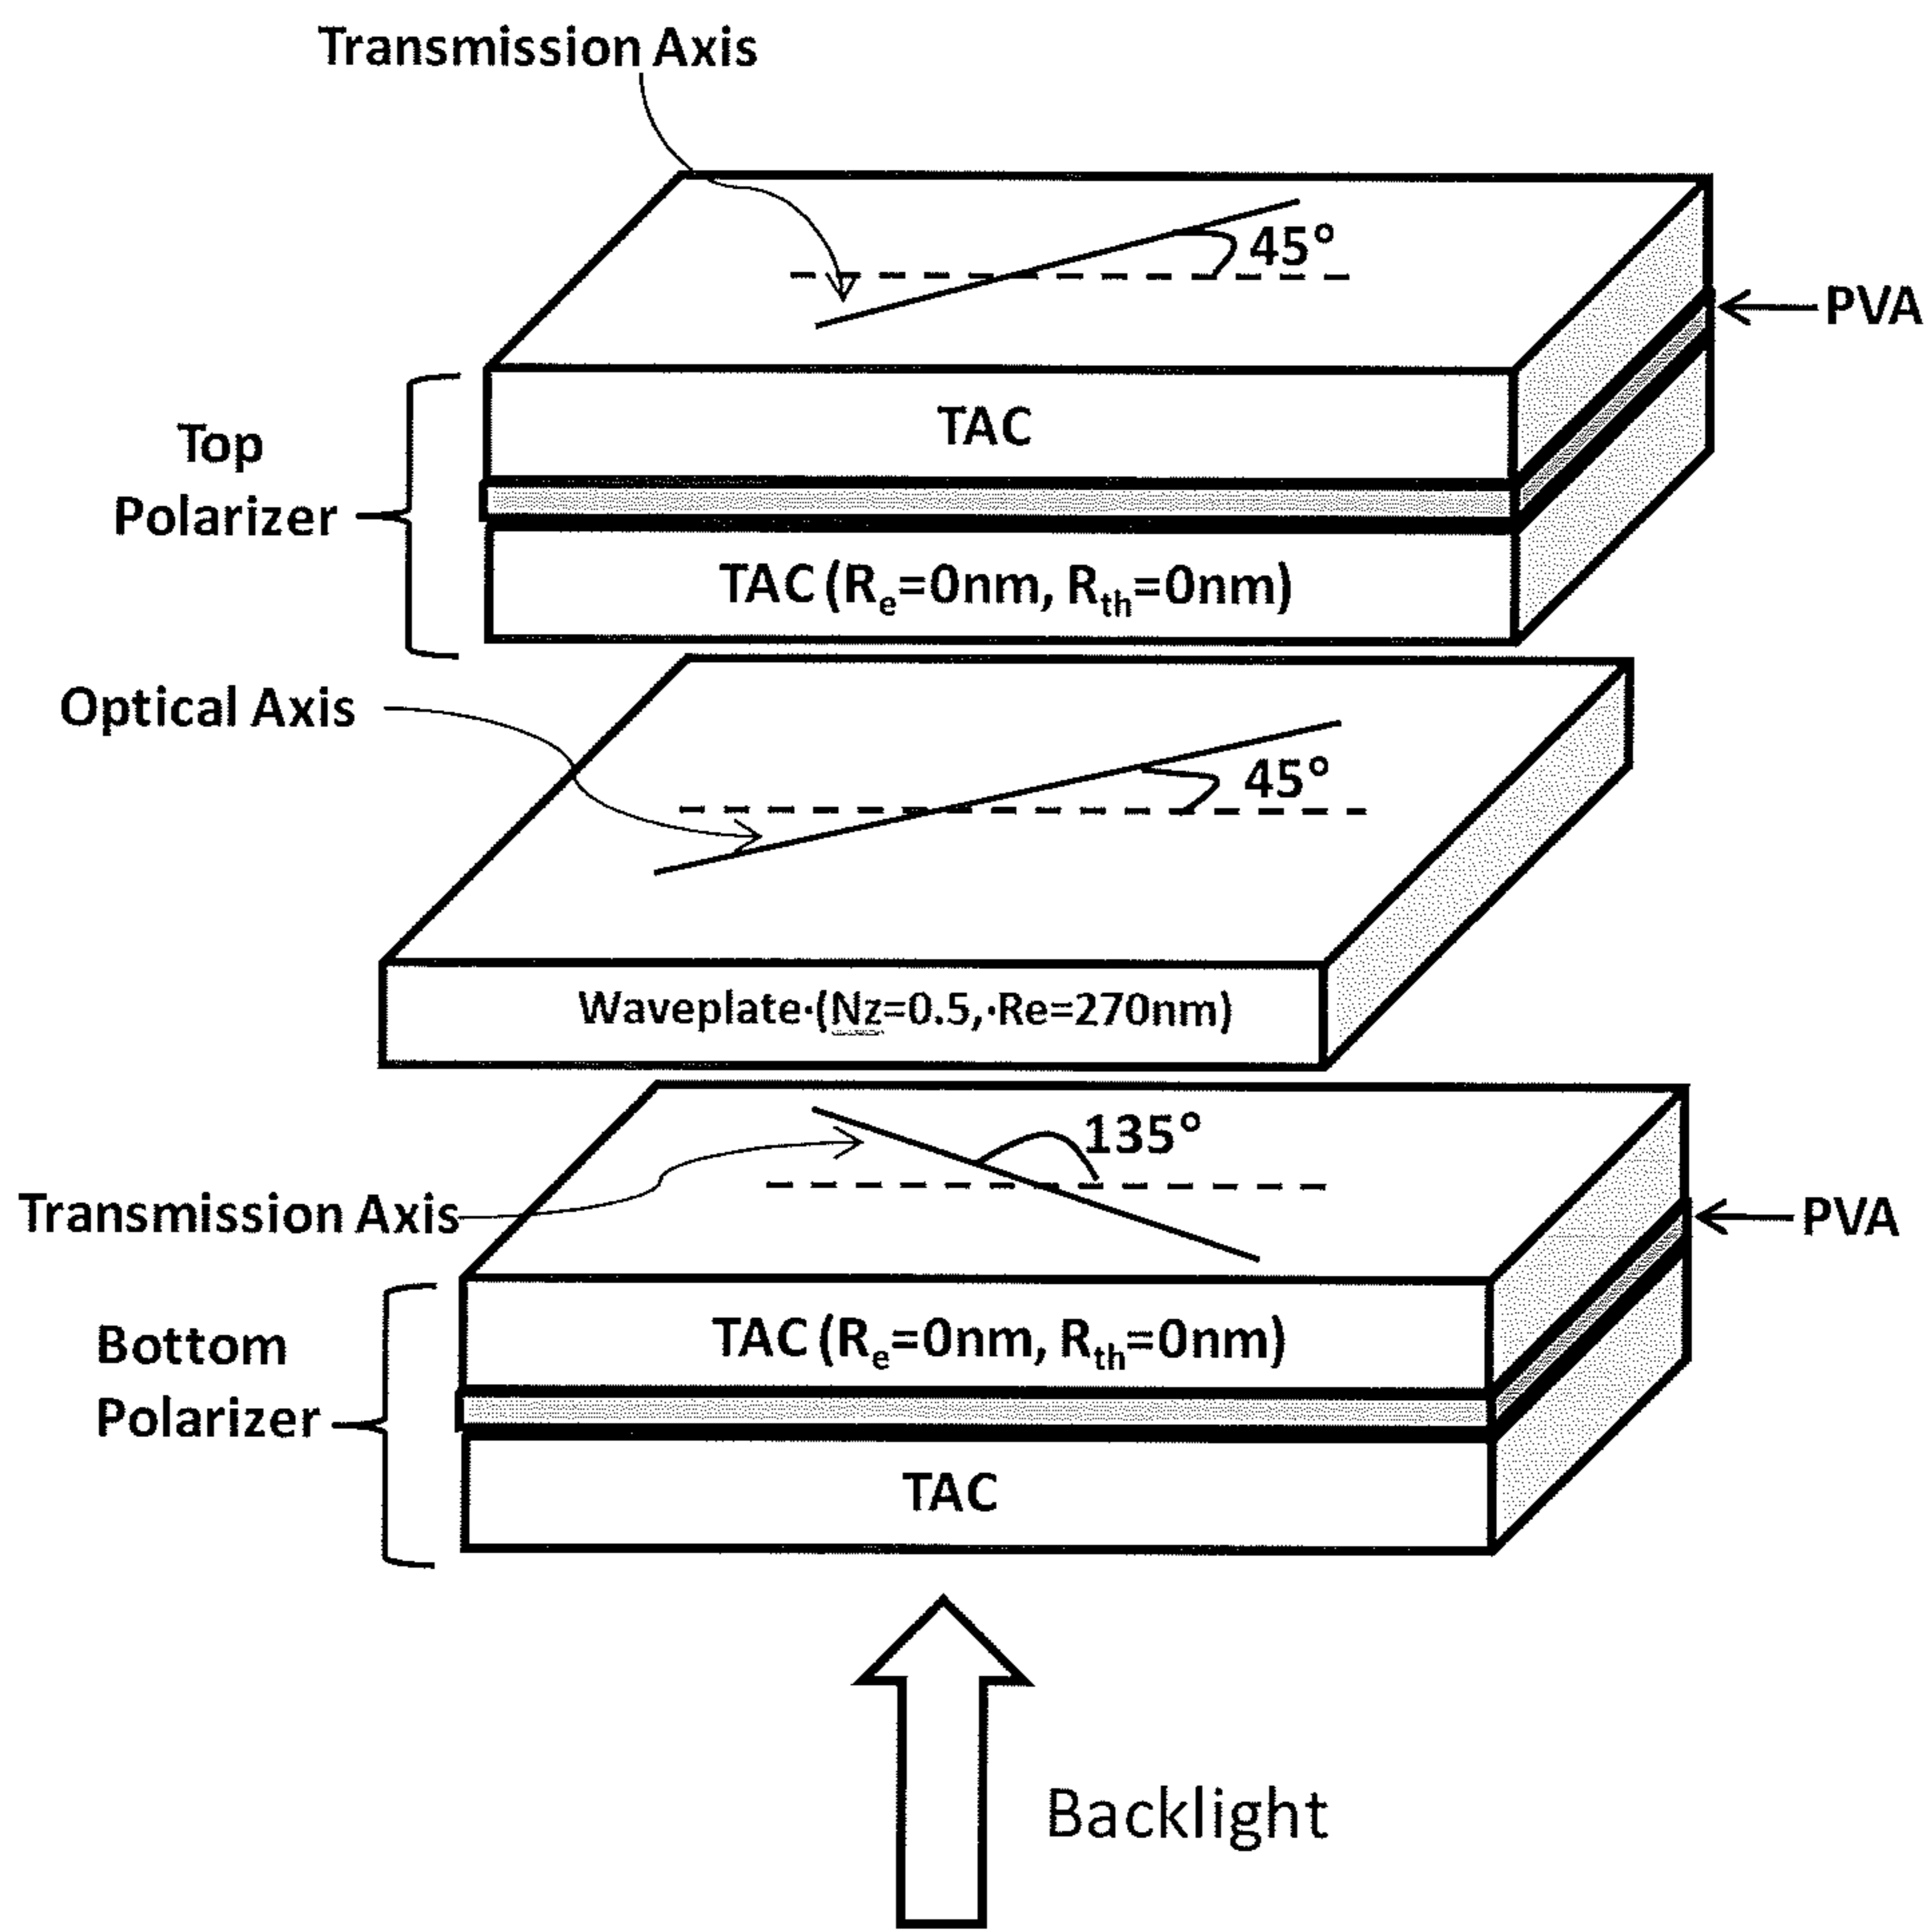 Transmission Axis
45°
PVA
TAC
Top
Polarizer
TAC (Re=0nm, Rth=0nm)
Optical Axis
45°
Waveplate·(Nz=0.5,·Re=270nm)
135°
Transmission Axis
PVA
TAC (Re=0nm, Rth=0nm)
Bottom
Polarizer
TAC
Backlight